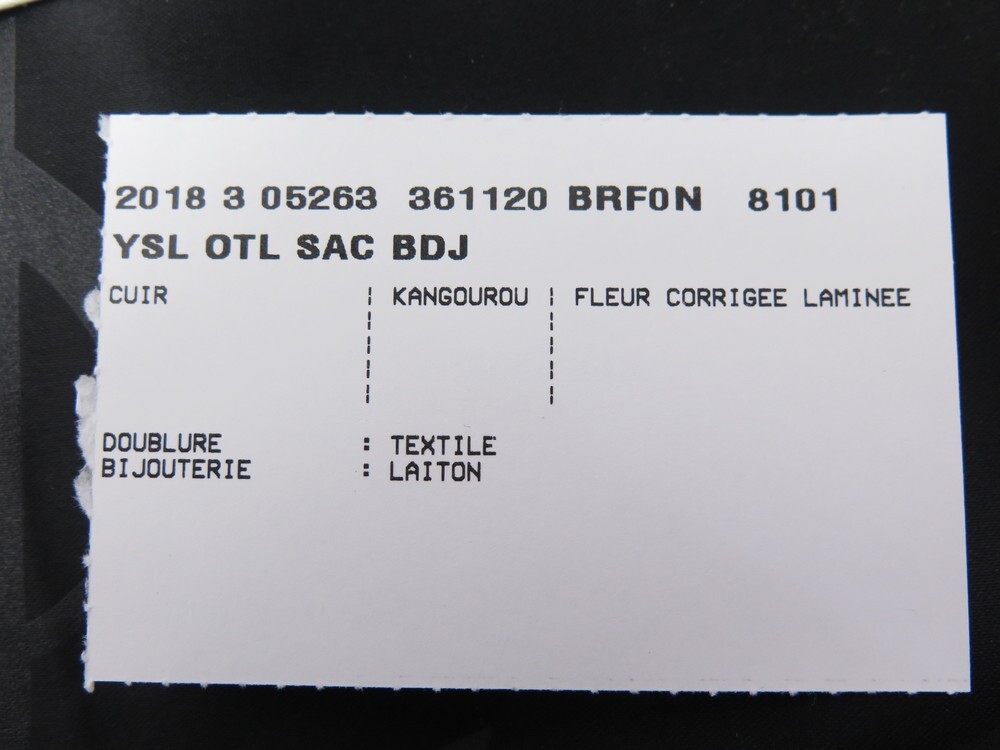 2018 3 05263 361120 BRF0N 8101
YSL OTL SAC BDJ
CUIR ¦ KANGOUROU ¦ FLEUR CORRIGEE LAMINEE
DOUBLURE : TEXTILE
BIJOUTERIE : LAITON